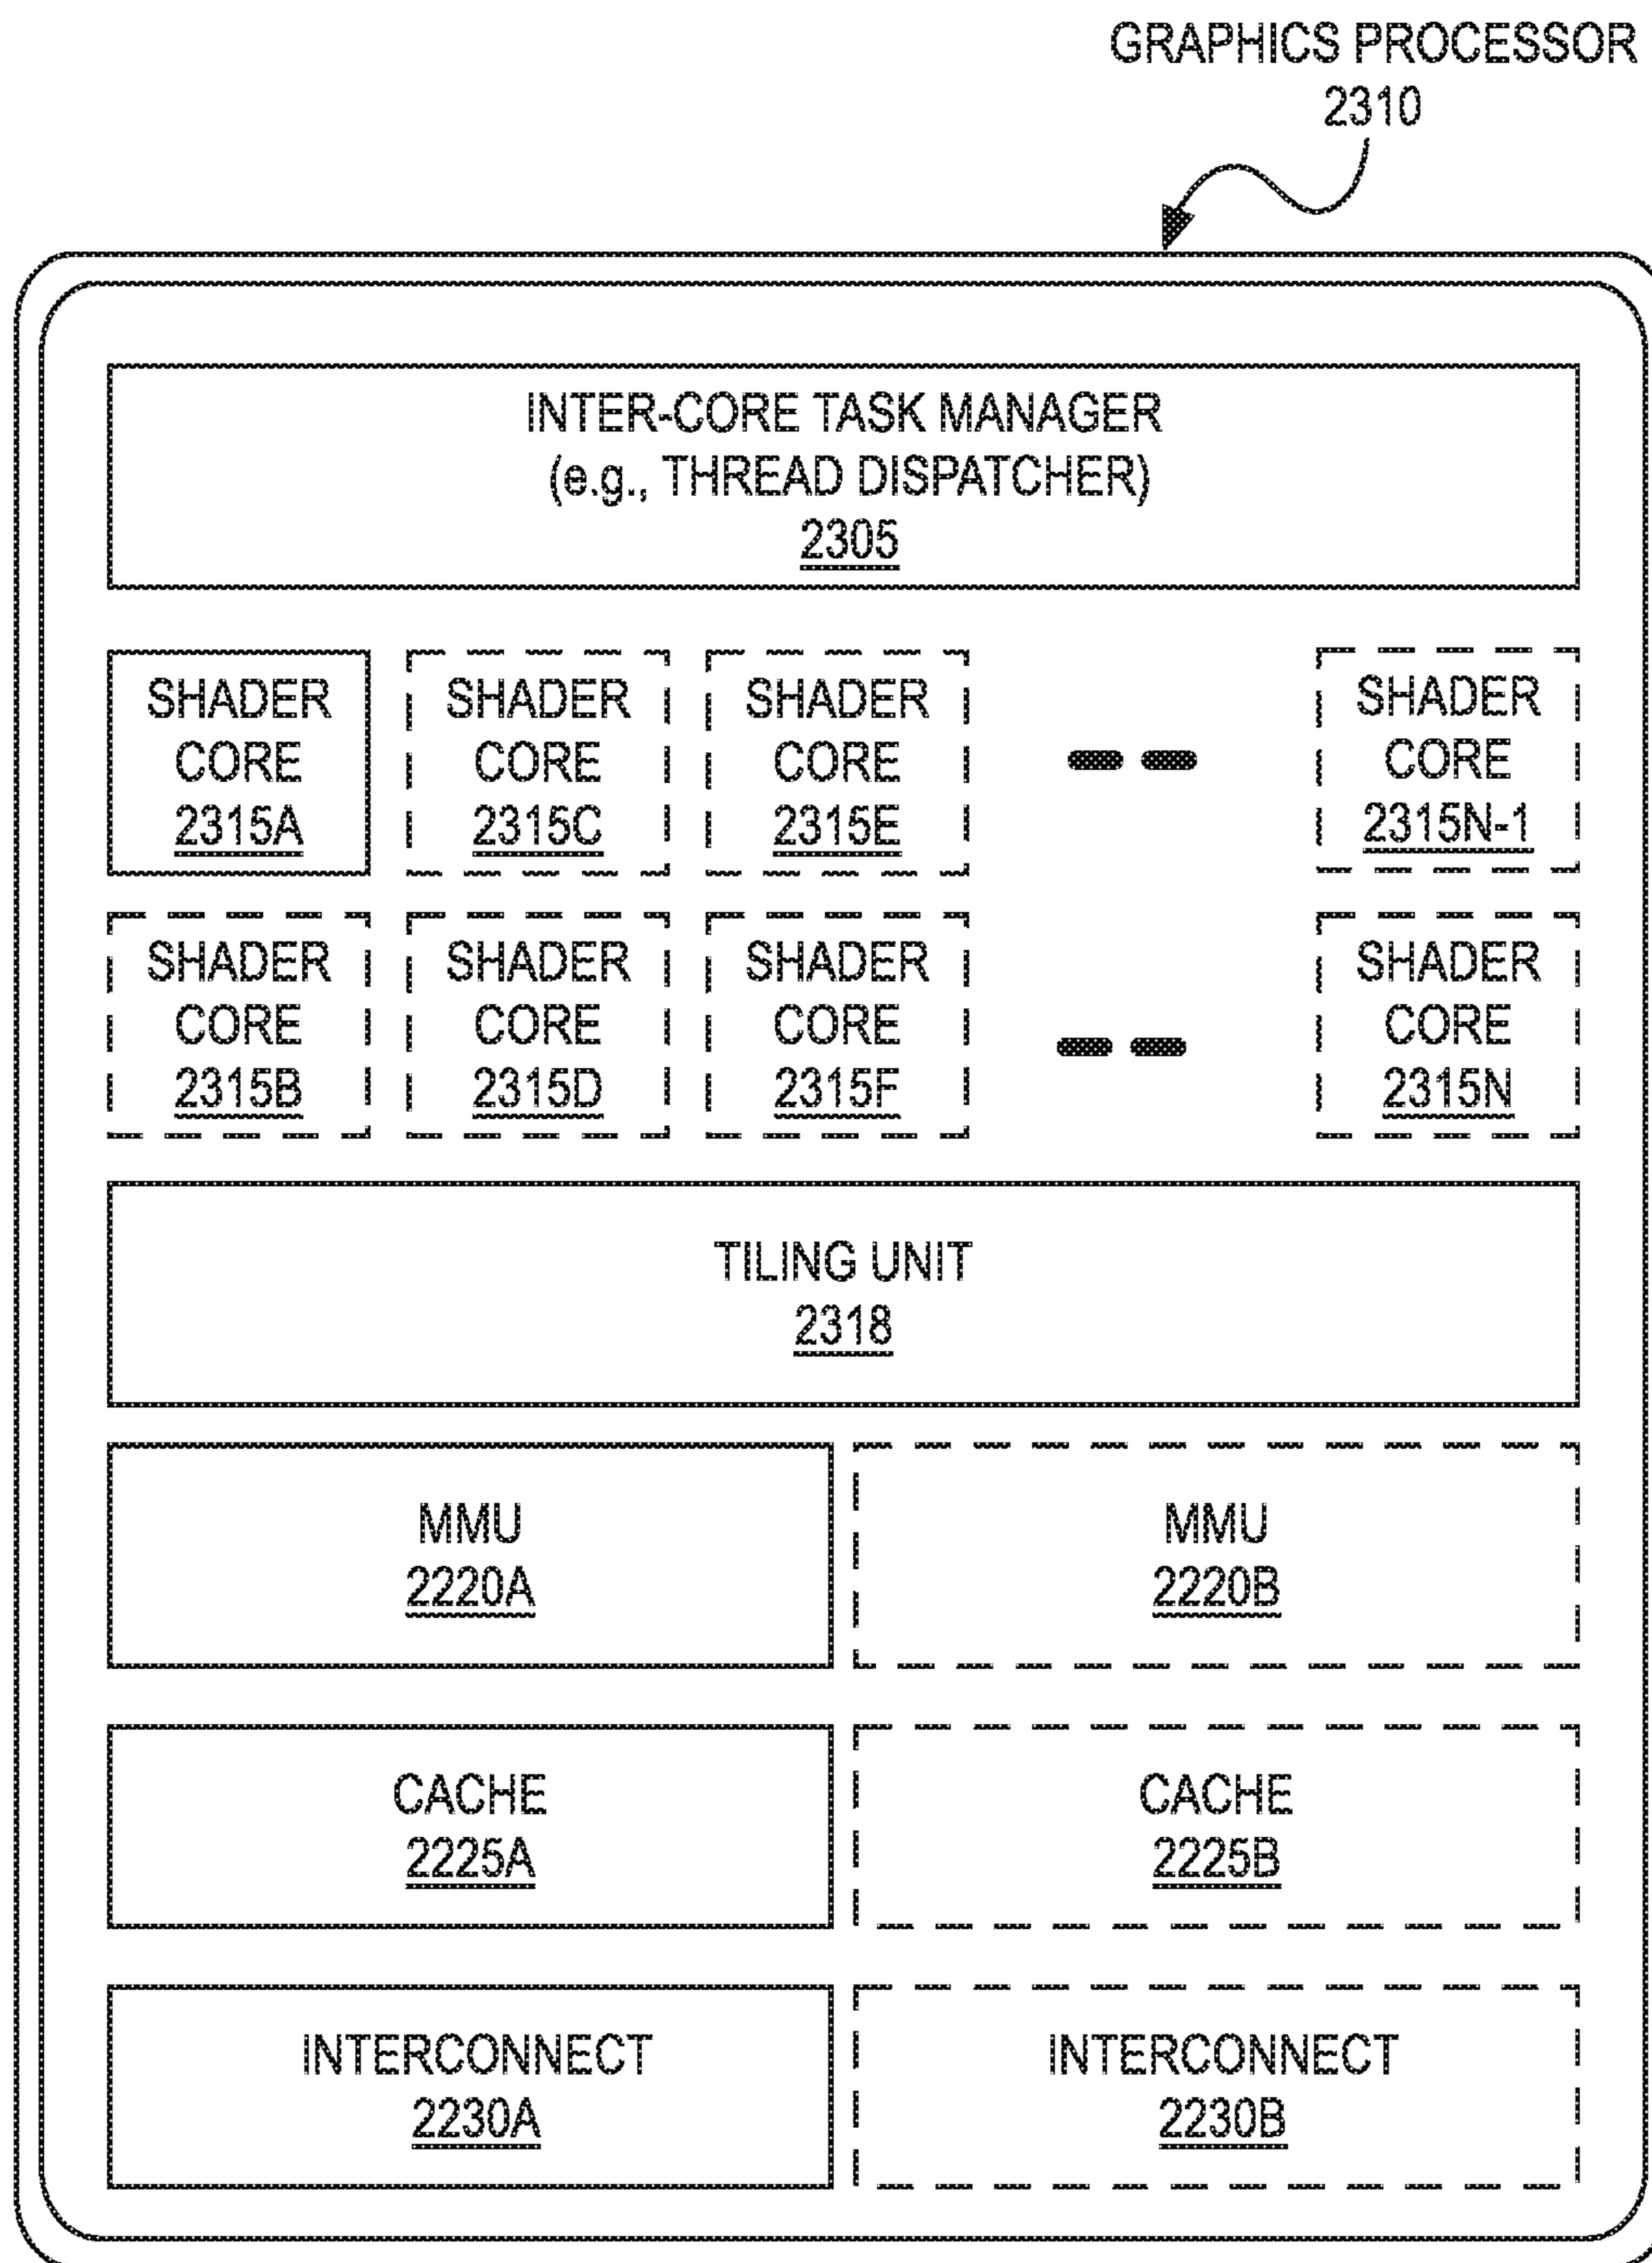 GRAPHICS PROCESSOR
2310
INTER-CORE TASK MANAGER
(e.g., THREAD DISPATCHER)
2305
SHADER
CORE
2315A
SHADER
CORE
2315C
SHADER
CORE
2315E
SHADER
CORE
2315N-1
SHADER
CORE
2315B
SHADER
CORE
2315D
SHADER
CORE
2315F
SHADER
CORE
2315N
TILING UNIT
2318
MMU
2220A
MMU
2220B
CACHE
2225A
CACHE
2225B
INTERCONNECT
2230A
INTERCONNECT
2230B